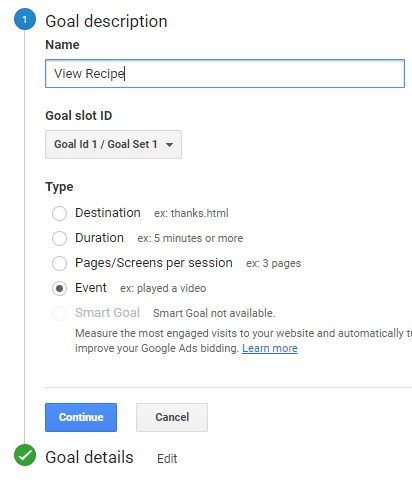 1 Goal description
Name
View Recipe
Goal slot ID
Goal Id 1 / Goal Set 1
Type
Destination ex: thanks.html
Duration ex: 5 minutes or more
Pages/Screens per session ex: 3 pages
Event ex: played a video
Smart Goal Smart Goal not available.
Measure the most engaged visits to your website and automatically
improve your Google Ads bidding. Learn more
Continue Cancel
Goal details Edit